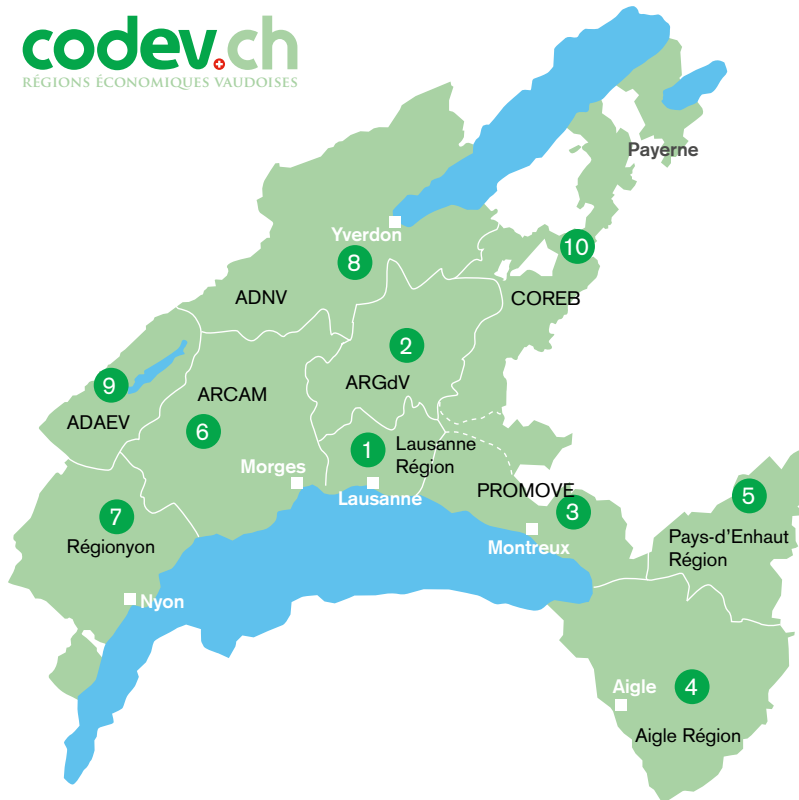 codev.ch
RÉGIONS ÉCONOMIQUES VAUDOISES
Payerne
Yverdon
10
8
ADNV
COREB
2
9
ARGdV
ARCAM
ADAEV
6
1
Lausanne
Région
Morges
PROMOVE
5
Lausanne
3
7
Montreux
Pays-d'Enhaut
Région
Régionyon
Nyon
Aigle
4
Aigle Région